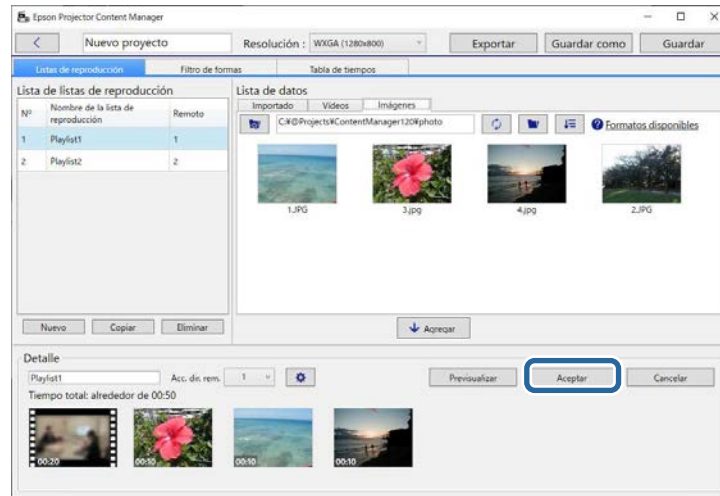 Epson Projector Content Manager
Nuevo proyecto
Resolución : WXGA (1280x800)
Exportar
Guardar como
Guardar
Listas de reproducción
Filtro de formas
Tabla de tiempos
Lista de listas de reproducción
Nº
Nombre de la lista de
reproducción
Remoto
1 Playlist1 1
2 Playlist2 2
Nuevo
Copiar
Eliminar
Lista de datos
Importado
Vídeos
Imágenes
C:¥@Projects¥ContentManager120¥photo
Formatos disponibles
1.JPG
3.jpg
4.jpg
2.JPG
Agregar
Detalle
Playlist1
Acc. dir. rem.
1
Previsualizar
Aceptar
Cancelar
Tiempo total: alrededor de 00:50
00:20
00:10
00:10
00:10